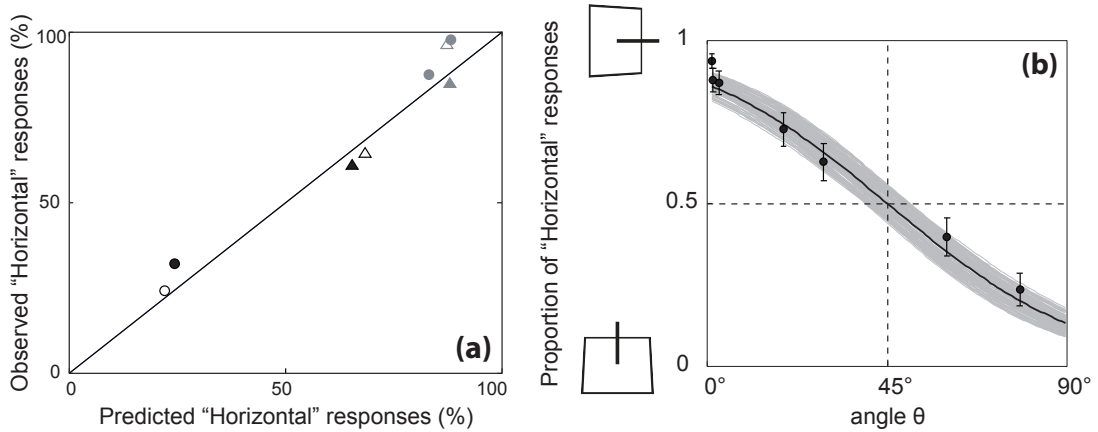 Observed “Horizontal” responses (%)
100
50
0
0
50
100
Predicted “Horizontal” responses (%)
(a)
Proportion of “Horizontal” responses
1
0.5
0
0°
45°
90°
angle θ
(b)